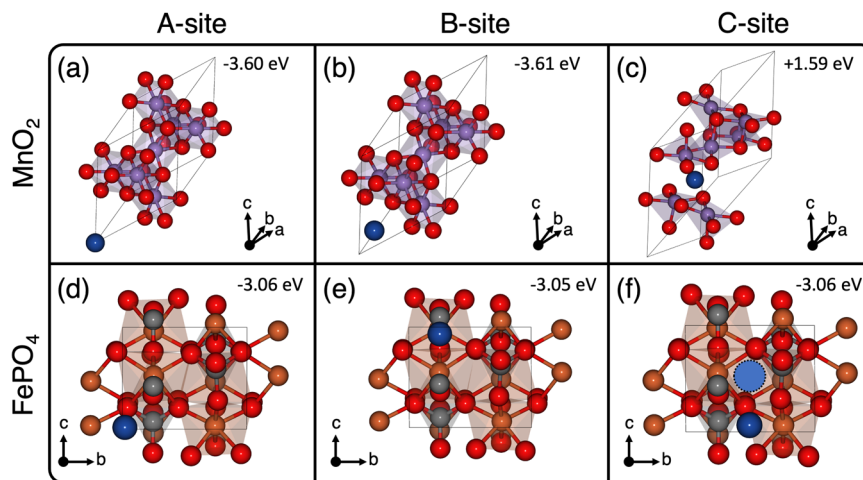 A-site B-site C-site
MnO₂
(a) -3.60 eV
c
b
a
(b) -3.61 eV
c
b
a
(c) +1.59 eV
c
b
a
FePO₄
(d) -3.06 eV
c
b
(e) -3.05 eV
c
b
(f) -3.06 eV
c
b